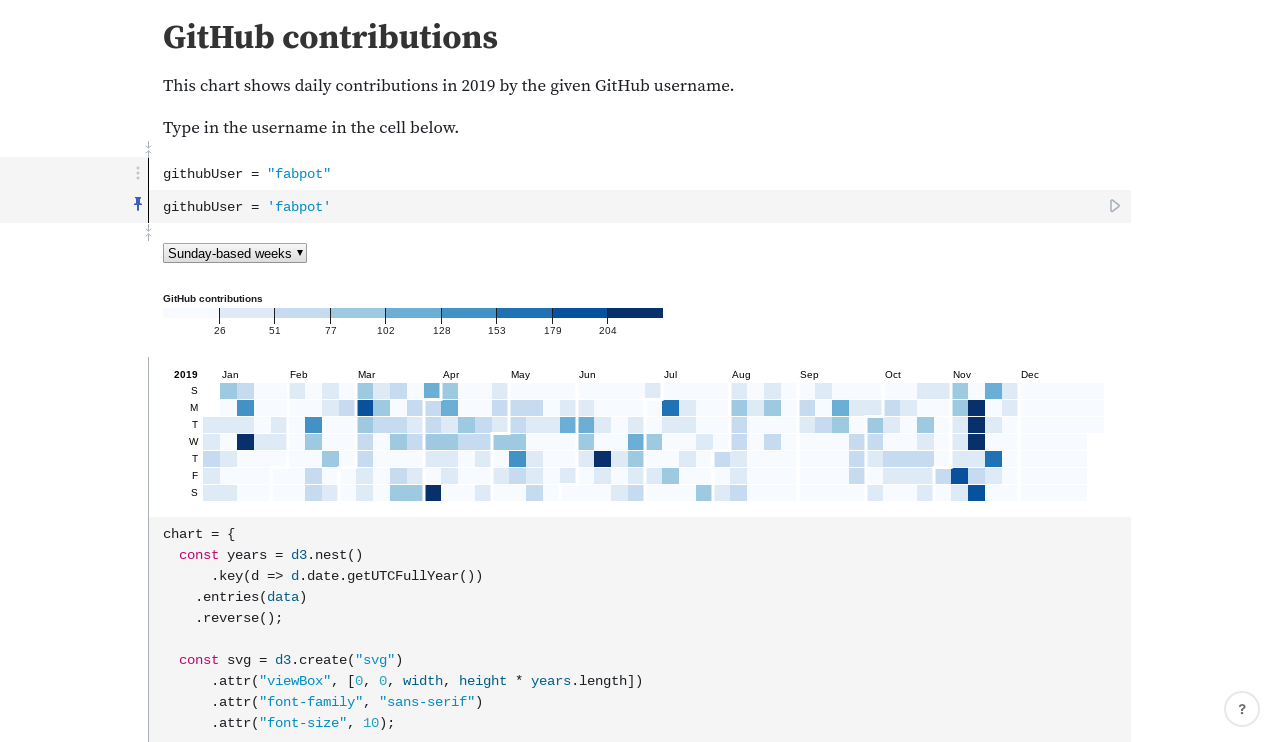 GitHub contributions
This chart shows daily contributions in 2019 by the given GitHub username.
Type in the username in the cell below.
githubUser = "fabpot"
githubUser = 'fabpot'
Sunday-based weeks
GitHub contributions
26 51 77 102 128 153 179 204
2019 Jan Feb Mar Apr May Jun Jul Aug Sep Oct Nov Dec
S
M
T
W
T
F
S
chart = {
  const years = d3.nest()
      .key(d => d.date.getUTCFullYear())
    .entries(data)
    .reverse();
  const svg = d3.create("svg")
      .attr("viewBox", [0, 0, width, height * years.length])
      .attr("font-family", "sans-serif")
      .attr("font-size", 10);
?